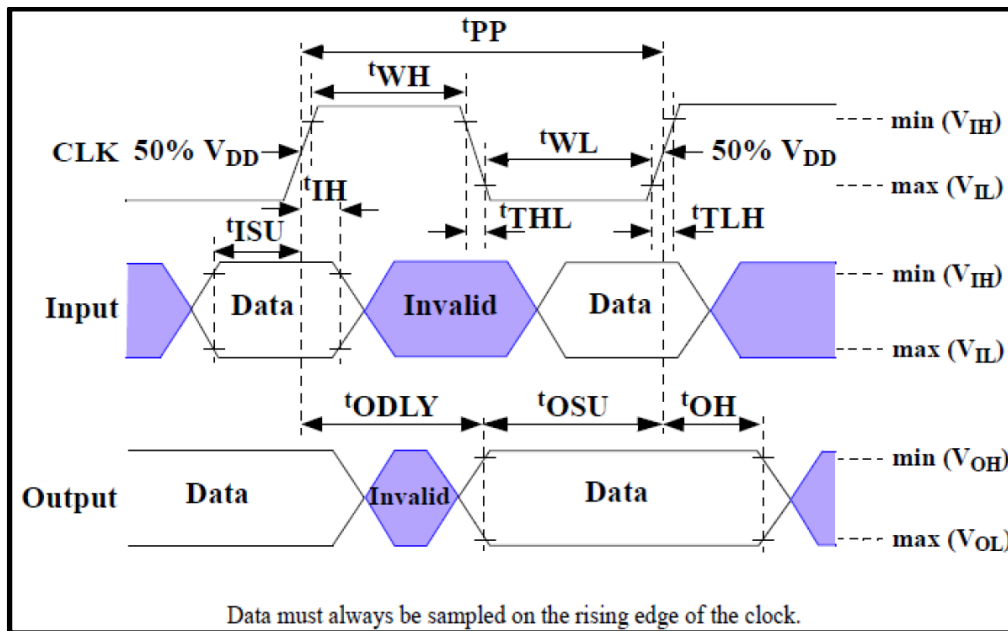 tPP
tWH
min (VIH)
CLK 50% VDD
tWL
50% VDD
max (VIL)
tIH
tTHL
tTLH
tISU
min (VIH)
Input
Data
Invalid
Data
max (VIL)
tODLY
tOSU
tOH
min (VOH)
Output
Data
Invalid
Data
max (VOL)
Data must always be sampled on the rising edge of the clock.